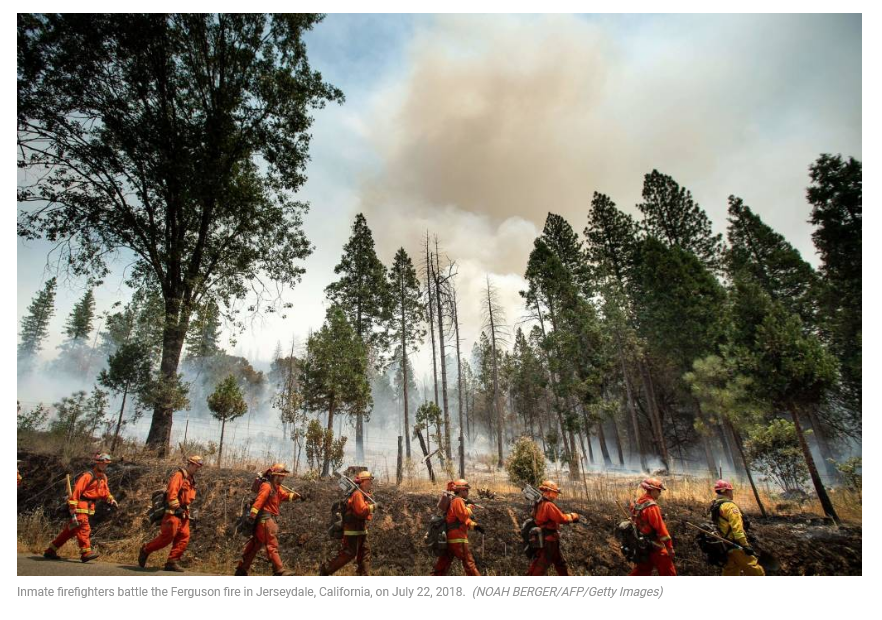 Inmate firefighters battle the Ferguson fire in Jerseydale, California, on July 22, 2018. (NOAH BERGER/AFP/Getty Images)